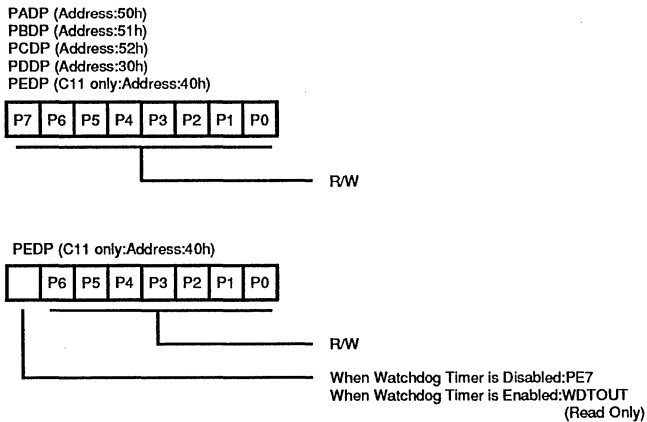 PADP (Address:50h)
PBDP (Address:51h)
PCDP (Address:52h)
PDDP (Address:30h)
PEDP (C11 only:Address:40h)
P7 P6 P5 P4 P3 P2 P1 P0
R/W
PEDP (C11 only:Address:40h)
P6 P5 P4 P3 P2 P1 P0
R/W
When Watchdog Timer is Disabled:PE7
When Watchdog Timer is Enabled:WDTOUT
(Read Only)